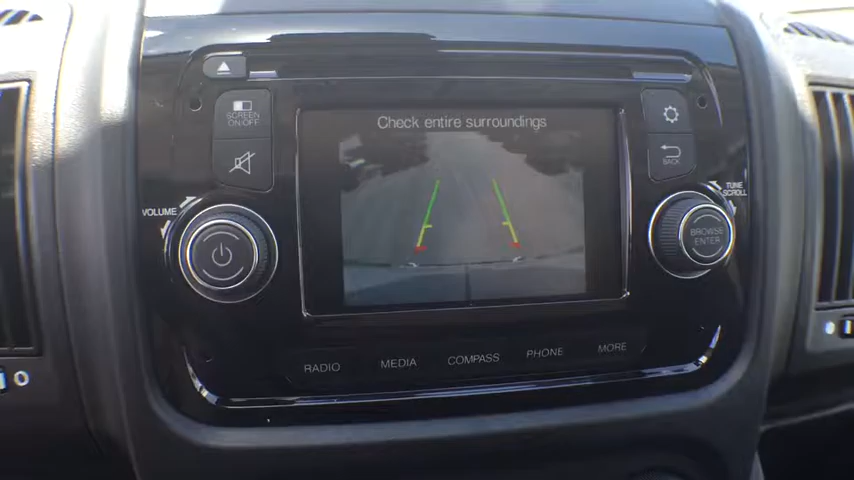 SCREEN
ON·OFF
Check entire surroundings
BACK
VOLUME
TUNE
SCROLL
BROWSE
ENTER
RADIO
MEDIA
COMPASS
PHONE
MORE